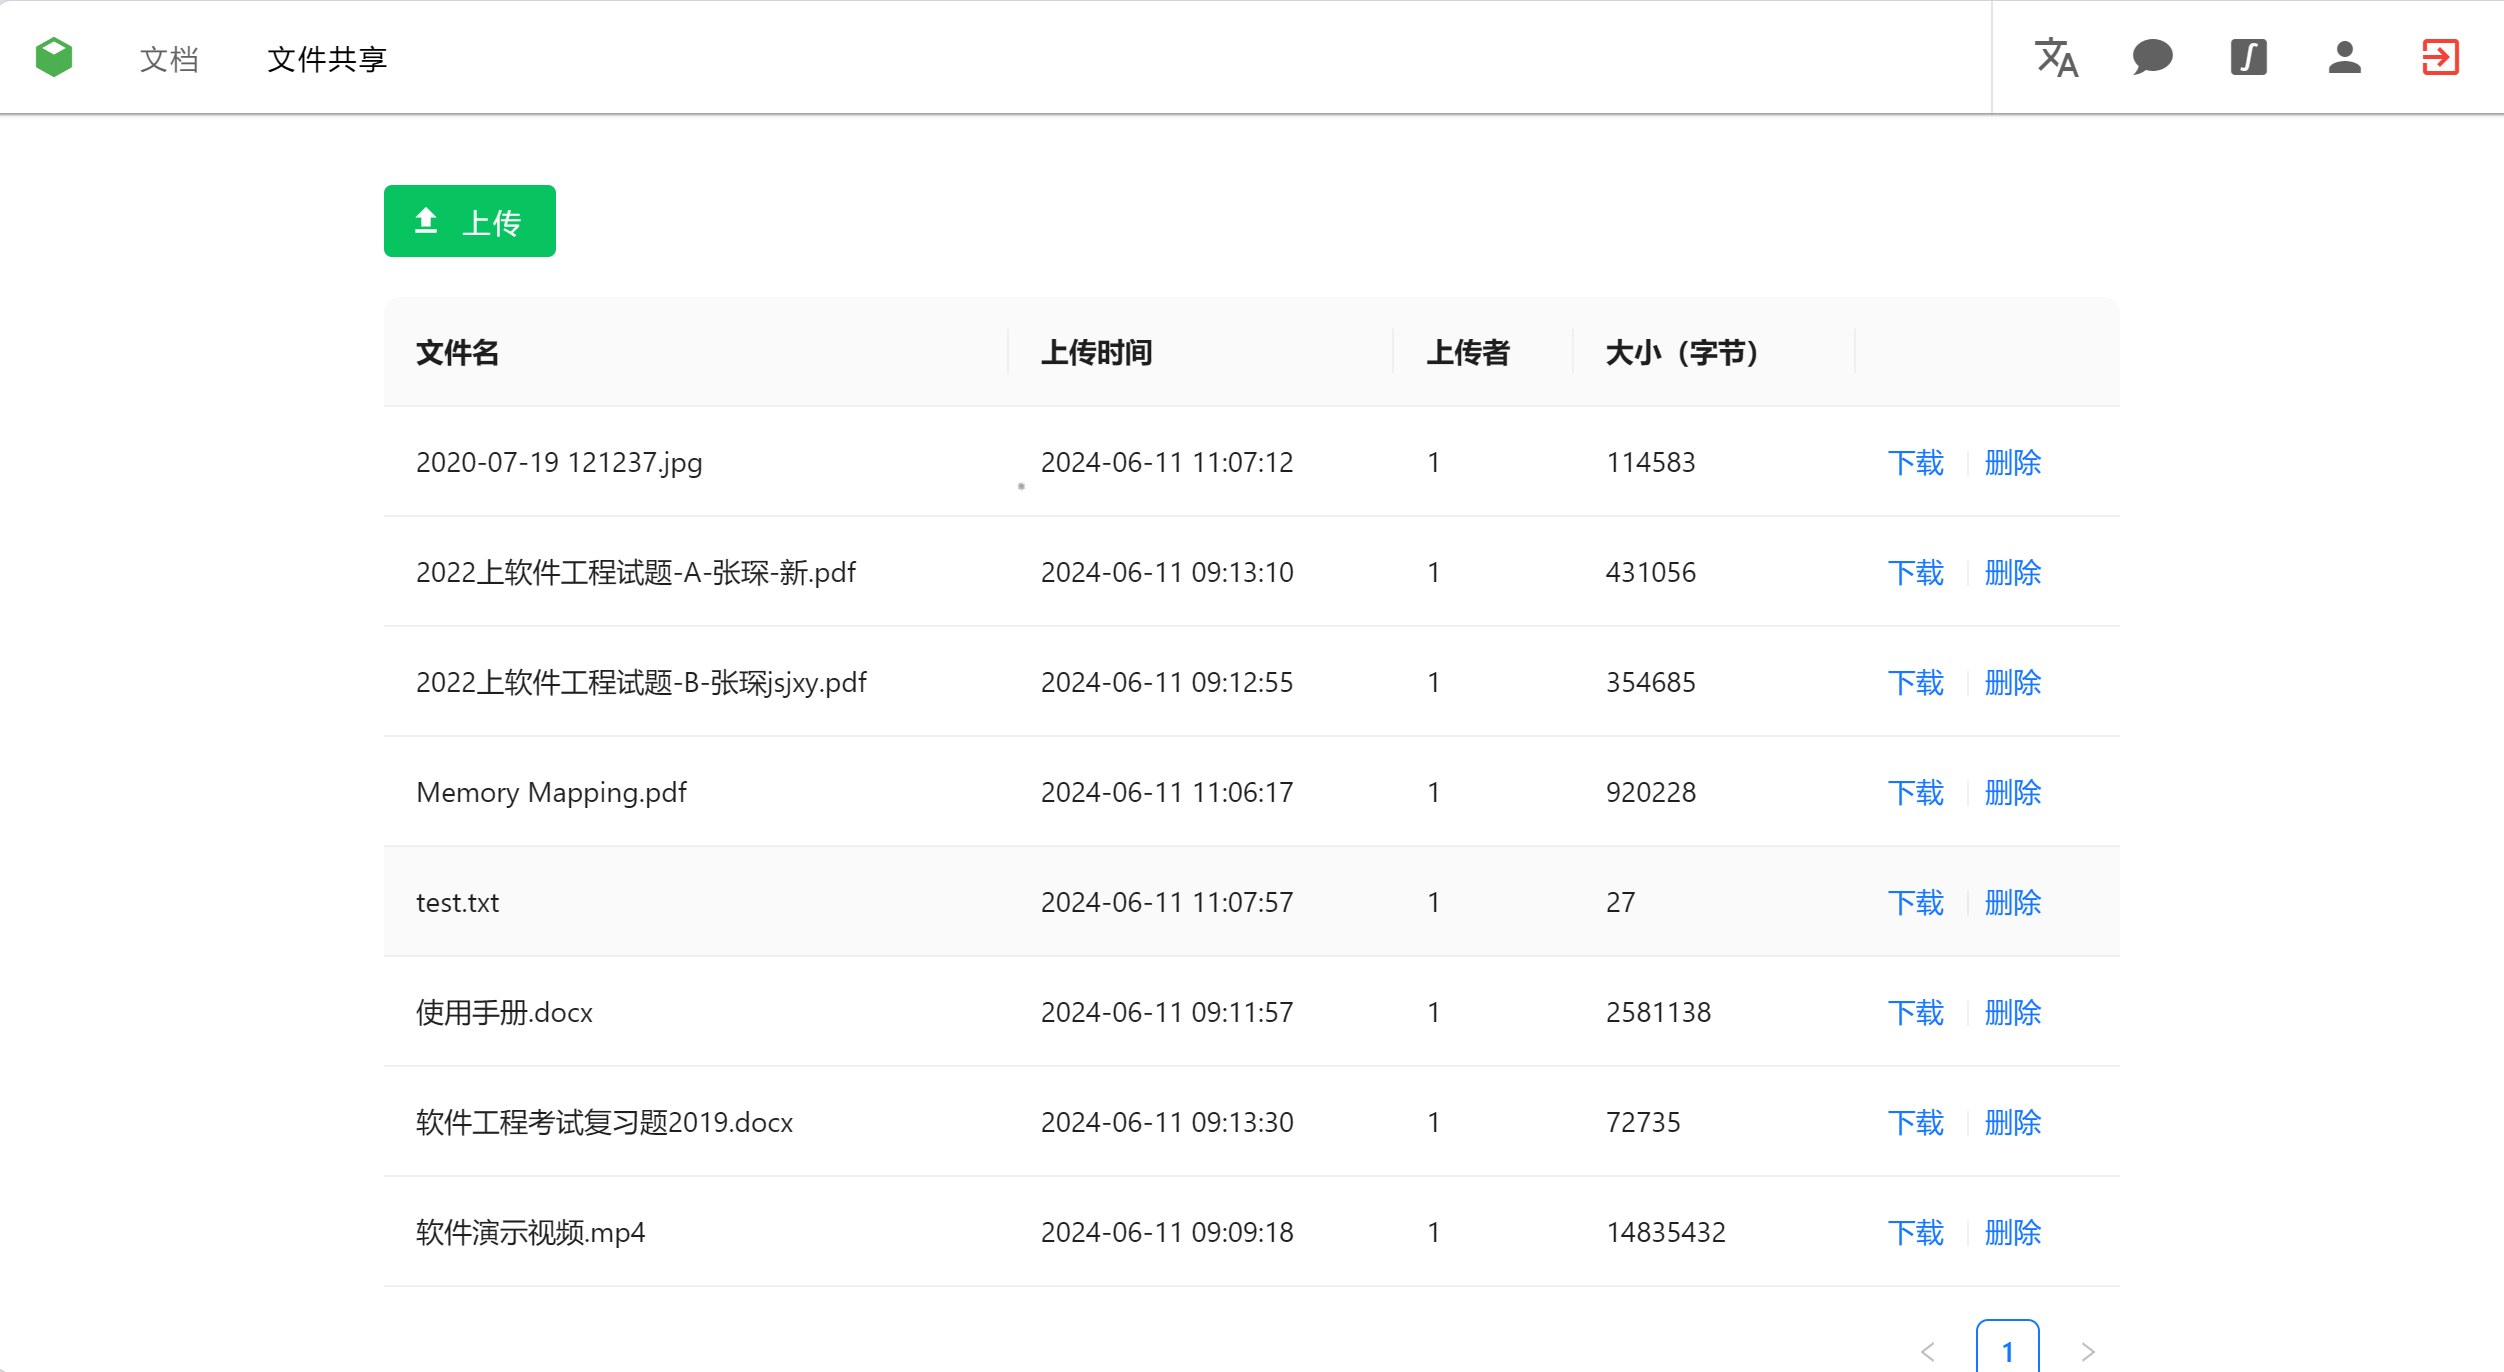 文档 文件共享
上传
文件名 上传时间 上传者 大小（字节）
2020-07-19 121237.jpg 2024-06-11 11:07:12 1 114583 下载 删除
2022上软件工程试题-A-张琛-新.pdf 2024-06-11 09:13:10 1 431056 下载 删除
2022上软件工程试题-B-张琛jsjxy.pdf 2024-06-11 09:12:55 1 354685 下载 删除
Memory Mapping.pdf 2024-06-11 11:06:17 1 920228 下载 删除
test.txt 2024-06-11 11:07:57 1 27 下载 删除
使用手册.docx 2024-06-11 09:11:57 1 2581138 下载 删除
软件工程考试复习题2019.docx 2024-06-11 09:13:30 1 72735 下载 删除
软件演示视频.mp4 2024-06-11 09:09:18 1 14835432 下载 删除
1